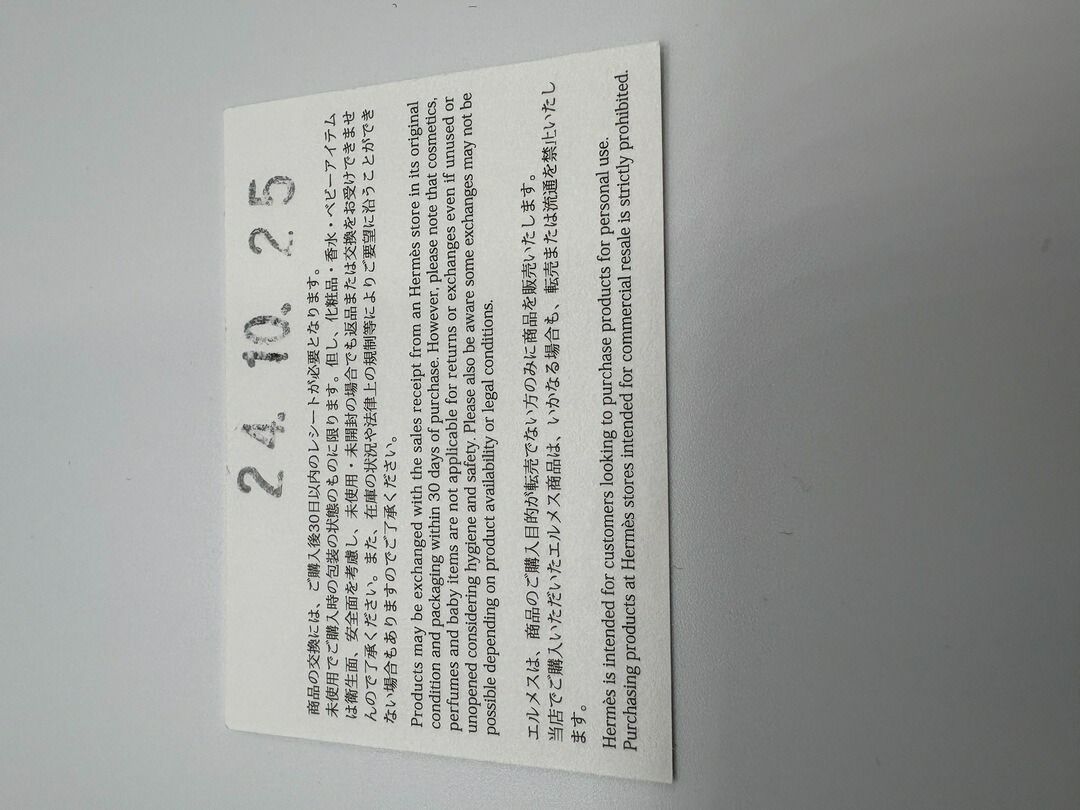 24. 10. 25
商品の交換には、ご購入後30日以内のレシートが必要となります。
未使用でご購入時の包装の状態のものに限ります。但し、化粧品・香水・ベビーアイテム
は衛生面、安全面を考慮し、未使用・未開封の場合でも返品または交換をお受けできませ
んので了承ください。また、在庫の状況や法律上の規制等によりご要望に沿うことができ
ない場合もありますのでご了承ください。
Products may be exchanged with the sales receipt from an Hermès store in its original
condition and packaging within 30 days of purchase. However, please note that cosmetics,
perfumes and baby items are not applicable for returns or exchanges even if unused or
unopened considering hygiene and safety. Please also be aware some exchanges may not be
possible depending on product availability or legal conditions.
エルメスは、商品のご購入目的が転売でない方のみに商品を販売いたします。
当店でご購入いただいたエルメス商品は、いかなる場合も、転売または流通を禁止いたし
ます。
Hermès is intended for customers looking to purchase products for personal use.
Purchasing products at Hermès stores intended for commercial resale is strictly prohibited.